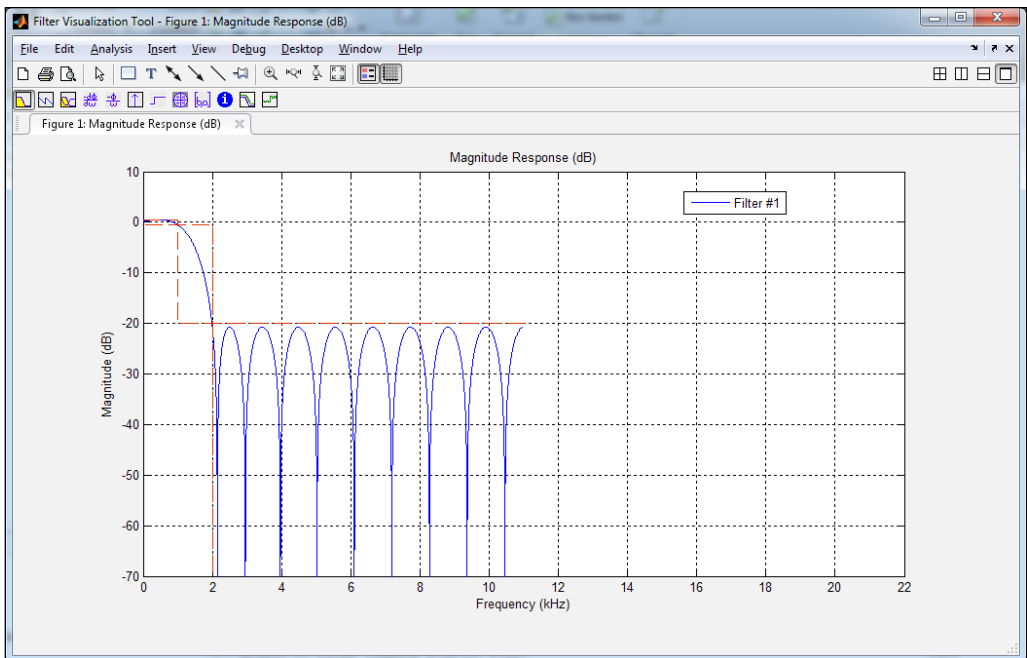 Filter Visualization Tool - Figure 1: Magnitude Response (dB)
File Edit Analysis Insert View Debug Desktop Window Help
Figure 1: Magnitude Response (dB)
Magnitude Response (dB)
10
0
-10
-20
-30
-40
-50
-60
-70
Magnitude (dB)
Filter #1
0 2 4 6 8 10 12 14 16 18 20 22
Frequency (kHz)